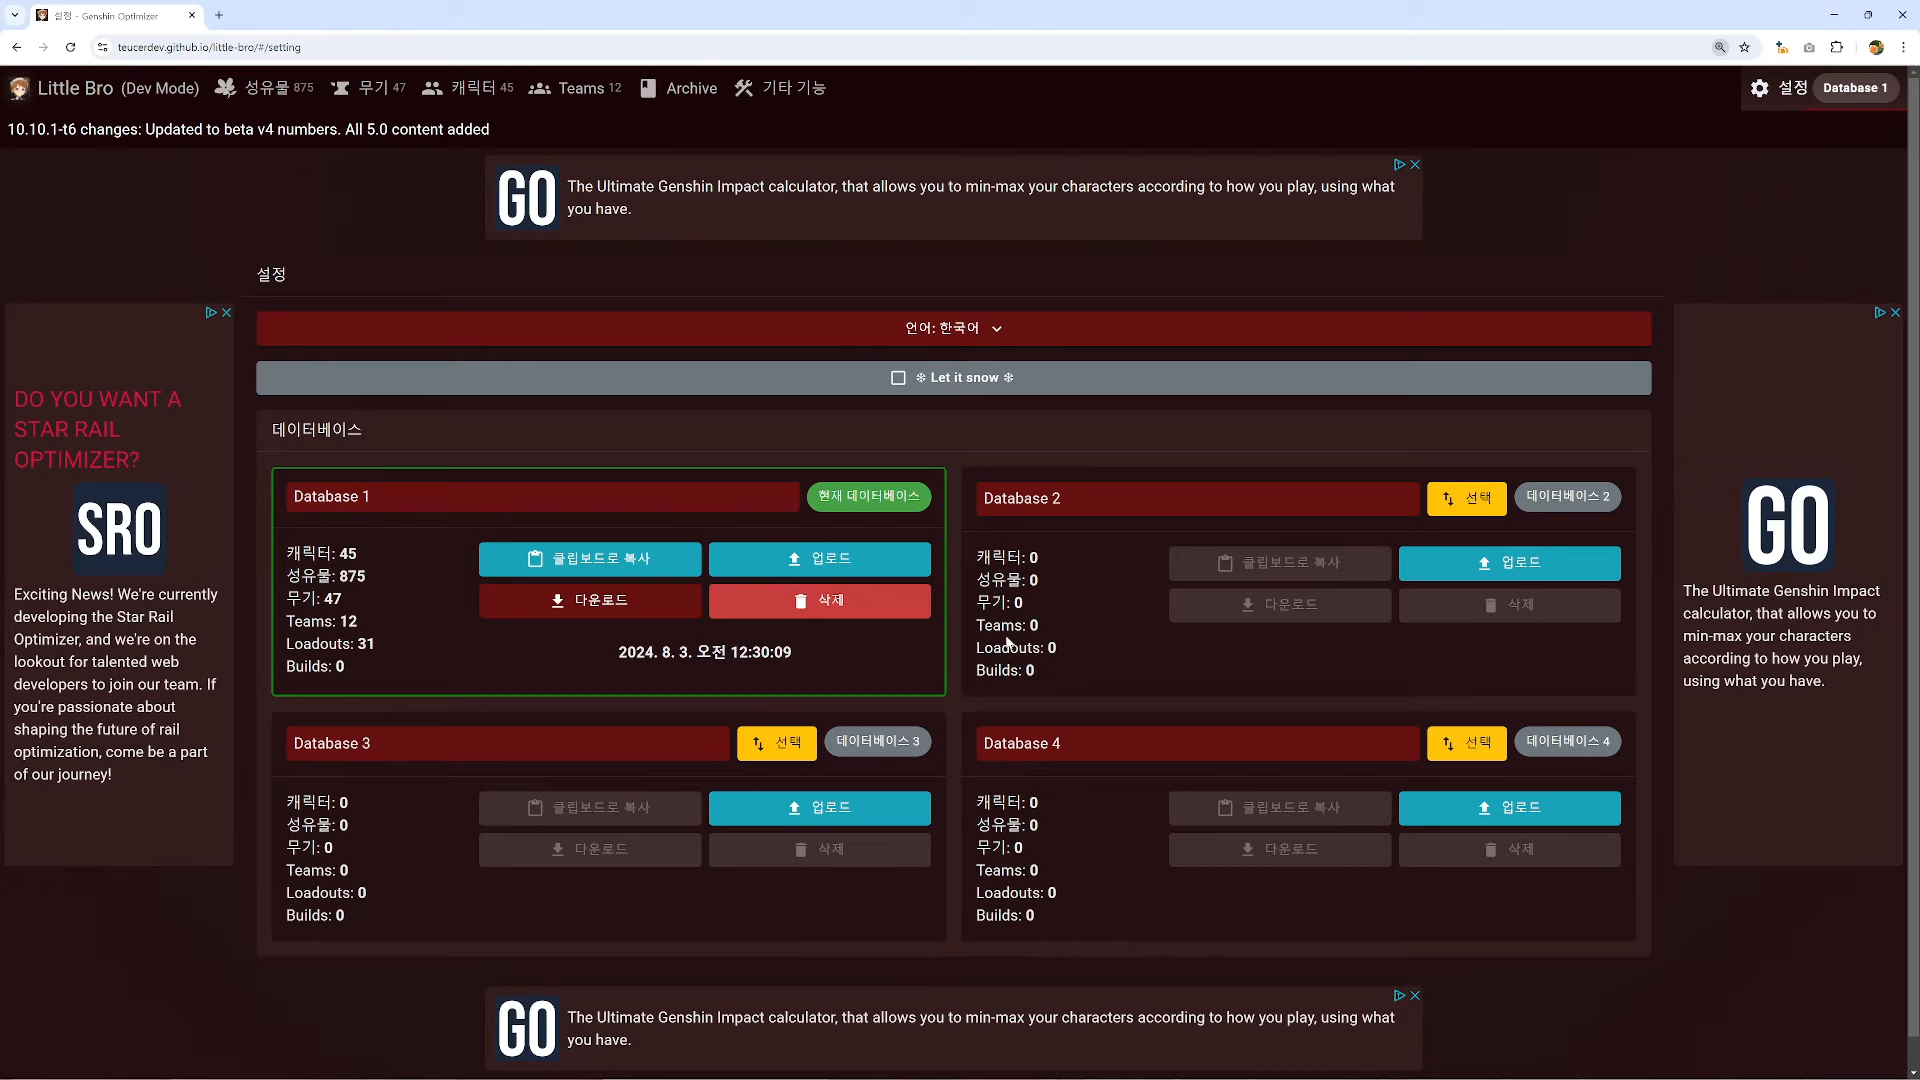 설정 - Genshin Optimizer
teucerdev.github.io/little-bro/#/setting
Little Bro (Dev Mode) 성유물 875 무기 47 캐릭터 45 Teams 12 Archive 기타 기능 설정 Database 1
10.10.1-t6 changes: Updated to beta v4 numbers. All 5.0 content added
GO
The Ultimate Genshin Impact calculator, that allows you to min-max your characters according to how you play, using what
you have.
설정
언어: 한국어
❄ Let it snow ❄
데이터베이스
Database 1 현재 데이터베이스
캐릭터: 45
성유물: 875
무기: 47
Teams: 12
Loadouts: 31
Builds: 0
클립보드로 복사 업로드
다운로드 삭제
2024. 8. 3. 오전 12:30:09
Database 2 선택 데이터베이스 2
캐릭터: 0
성유물: 0
무기: 0
Teams: 0
Loadouts: 0
Builds: 0
클립보드로 복사 업로드
다운로드 삭제
Database 3 선택 데이터베이스 3
캐릭터: 0
성유물: 0
무기: 0
Teams: 0
Loadouts: 0
Builds: 0
클립보드로 복사 업로드
다운로드 삭제
Database 4 선택 데이터베이스 4
캐릭터: 0
성유물: 0
무기: 0
Teams: 0
Loadouts: 0
Builds: 0
클립보드로 복사 업로드
다운로드 삭제
DO YOU WANT A
STAR RAIL
OPTIMIZER?
SRO
Exciting News! We're currently
developing the Star Rail
Optimizer, and we're on the
lookout for talented web
developers to join our team. If
you're passionate about
shaping the future of rail
optimization, come be a part
of our journey!
GO
The Ultimate Genshin Impact
calculator, that allows you to
min-max your characters
according to how you play,
using what you have.
GO
The Ultimate Genshin Impact calculator, that allows you to min-max your characters according to how you play, using what
you have.